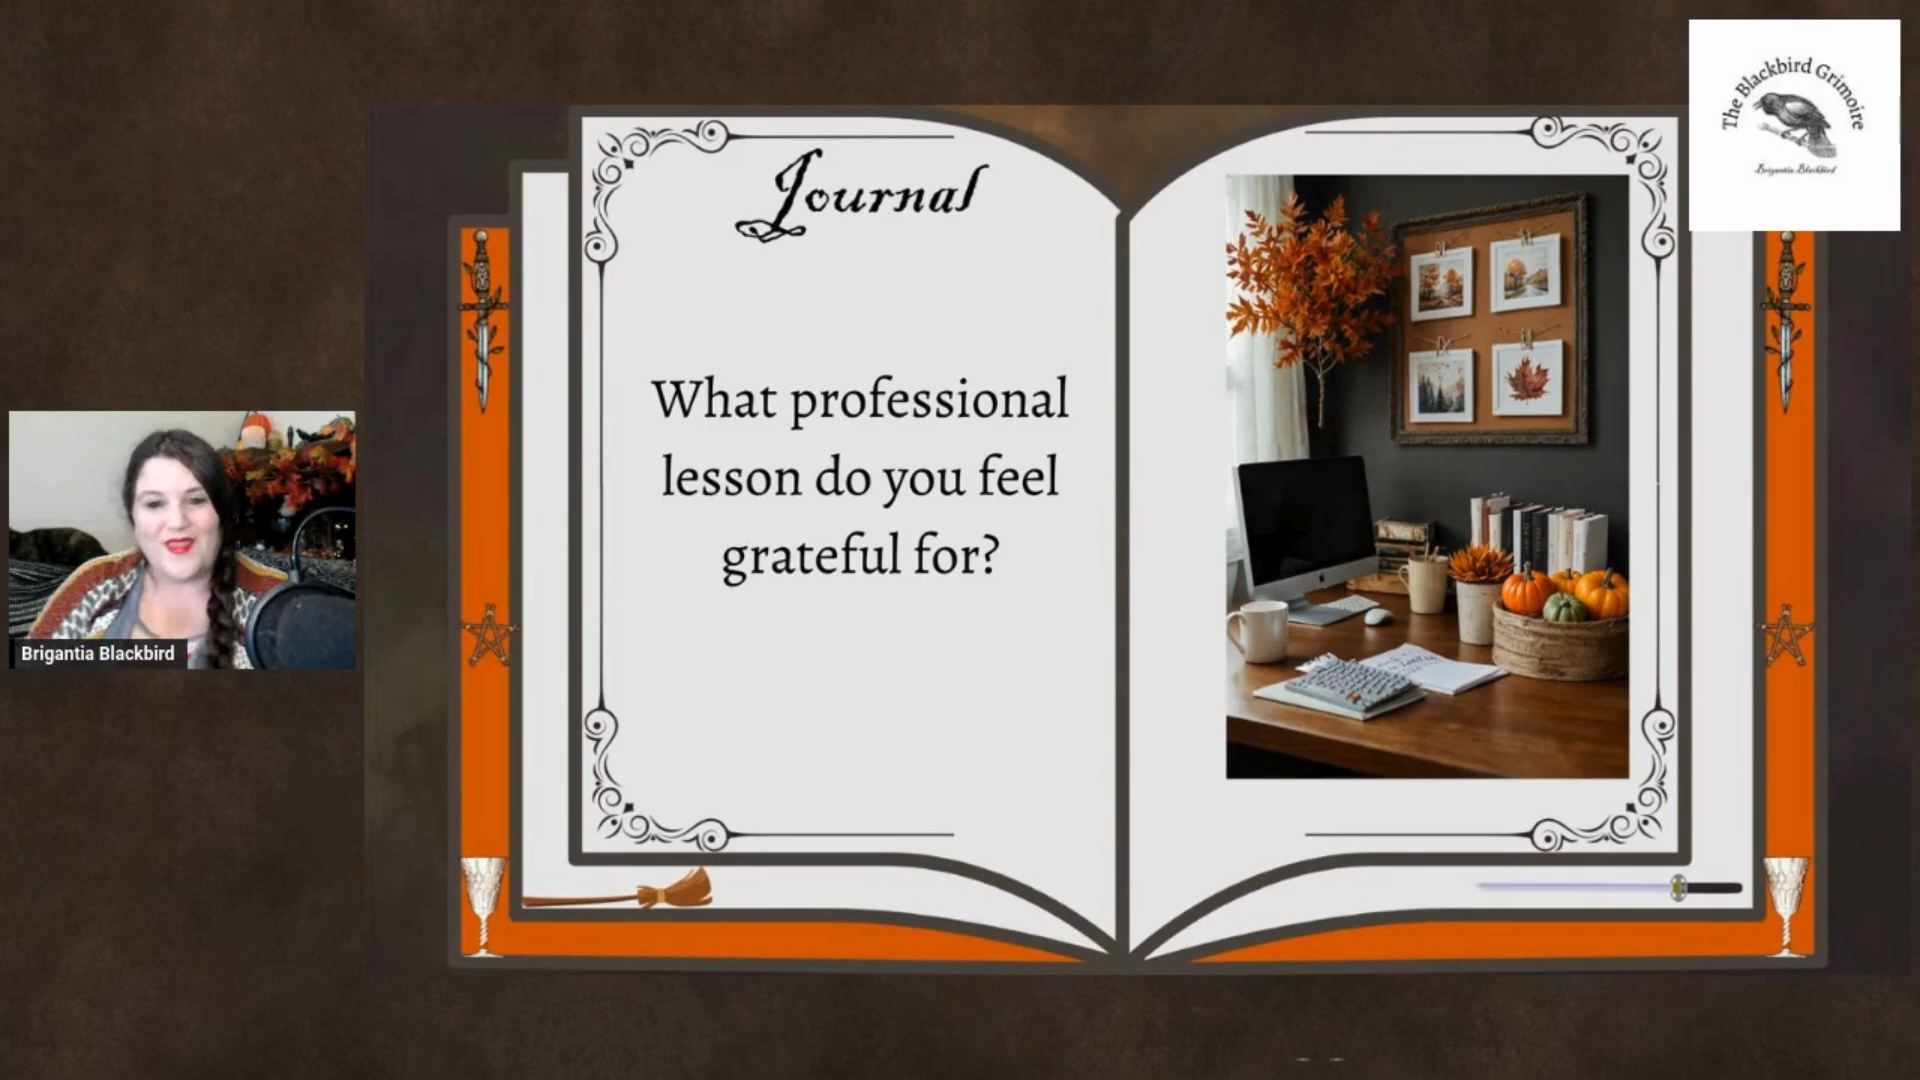 The Blackbird Grimoire
Brigantia Blackbird
Journal
What professional
lesson do you feel
grateful for?
Brigantia Blackbird